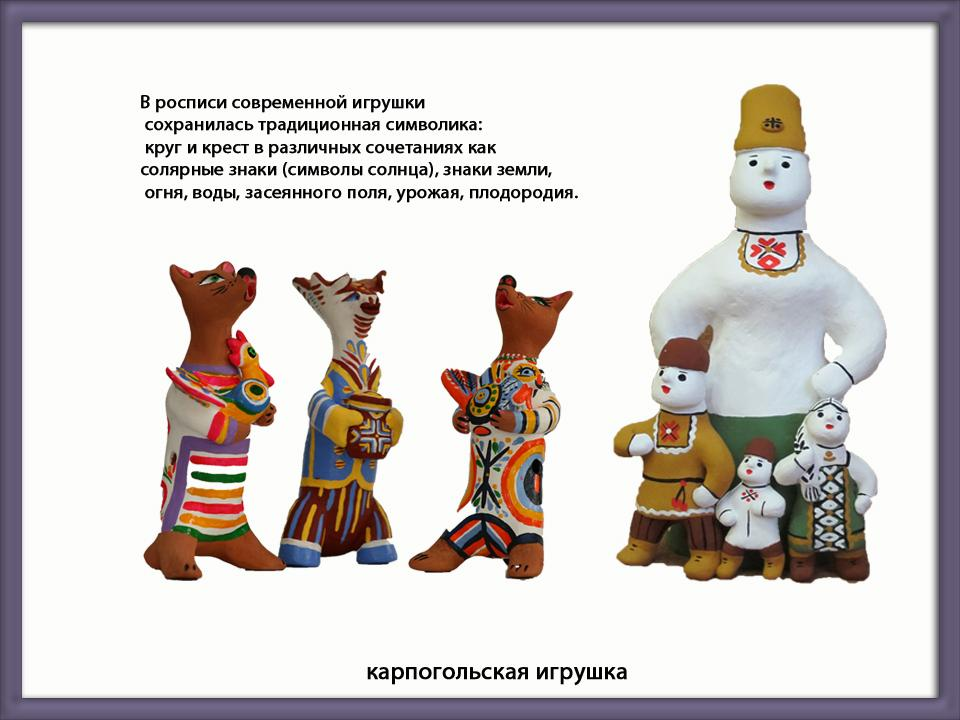 В росписи современной игрушки
сохранилась традиционная символика:
круг и крест в различных сочетаниях как
солярные знаки (символы солнца), знаки земли,
огня, воды, засеянного поля, урожая, плодородия.
карпогольская игрушка